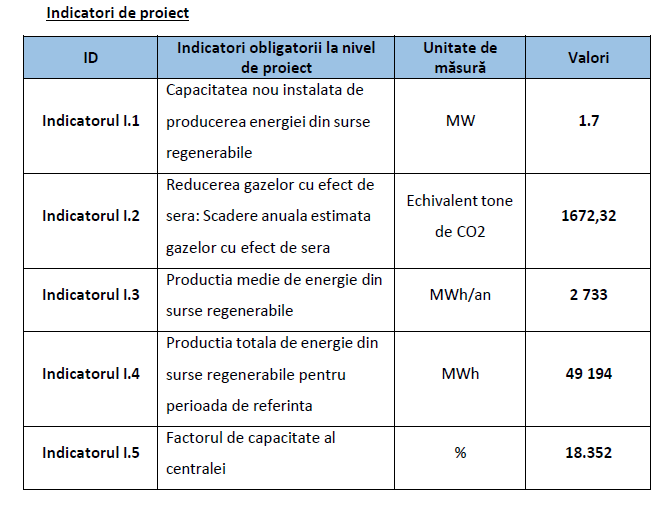 Indicatori de proiect
ID
Indicatori obligatorii la nivel
de proiect
Unitate de
măsură
Valori
Indicatorul I.1
Capacitatea nou instalata de
producerea energiei din surse
regenerabile
MW
1.7
Indicatorul I.2
Reducerea gazelor cu efect de
sera: Scadere anuala estimata
gazelor cu efect de sera
Echivalent tone
de CO2
1672,32
Indicatorul I.3
Productia medie de energie din
surse regenerabile
MWh/an
2 733
Indicatorul I.4
Productia totala de energie din
surse regenerabile pentru
perioada de referinta
MWh
49 194
Indicatorul I.5
Factorul de capacitate al
centralei
%
18.352